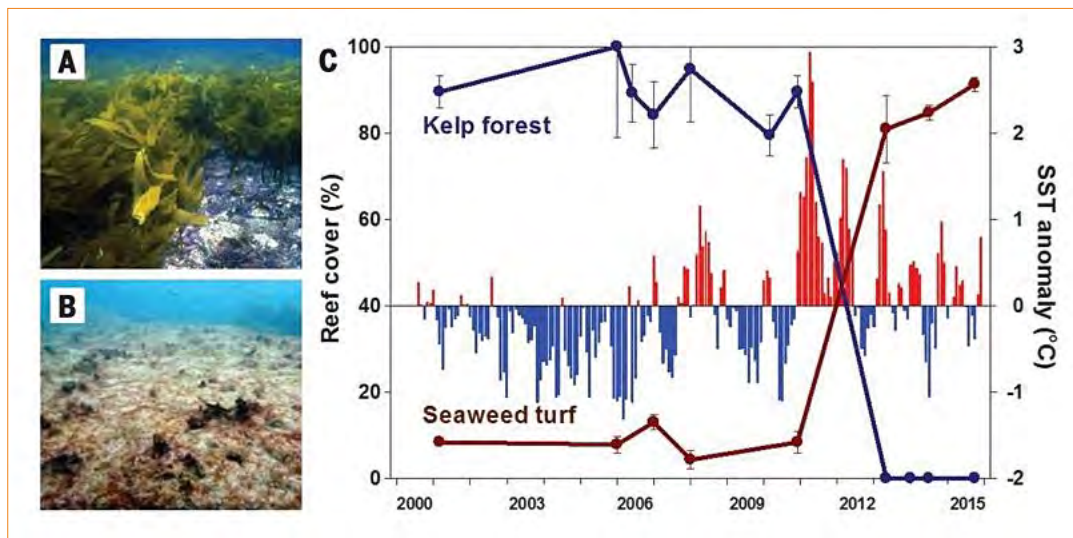 A
B
C
Reef cover (%)
100
80
60
40
20
0
Kelp forest
Seaweed turf
3
2
1
0
-1
-2
SST anomaly (°C)
2000 2003 2006 2009 2012 2015